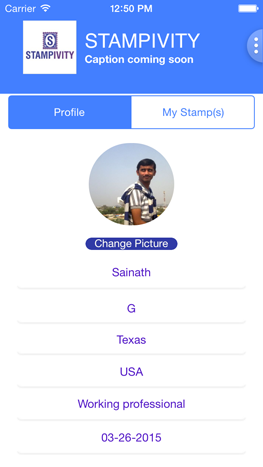 Carrier 12:50 PM
STAMPIVITY
STAMPIVITY
Caption coming soon
Profile My Stamp(s)
Change Picture
Sainath
G
Texas
USA
Working professional
03-26-2015